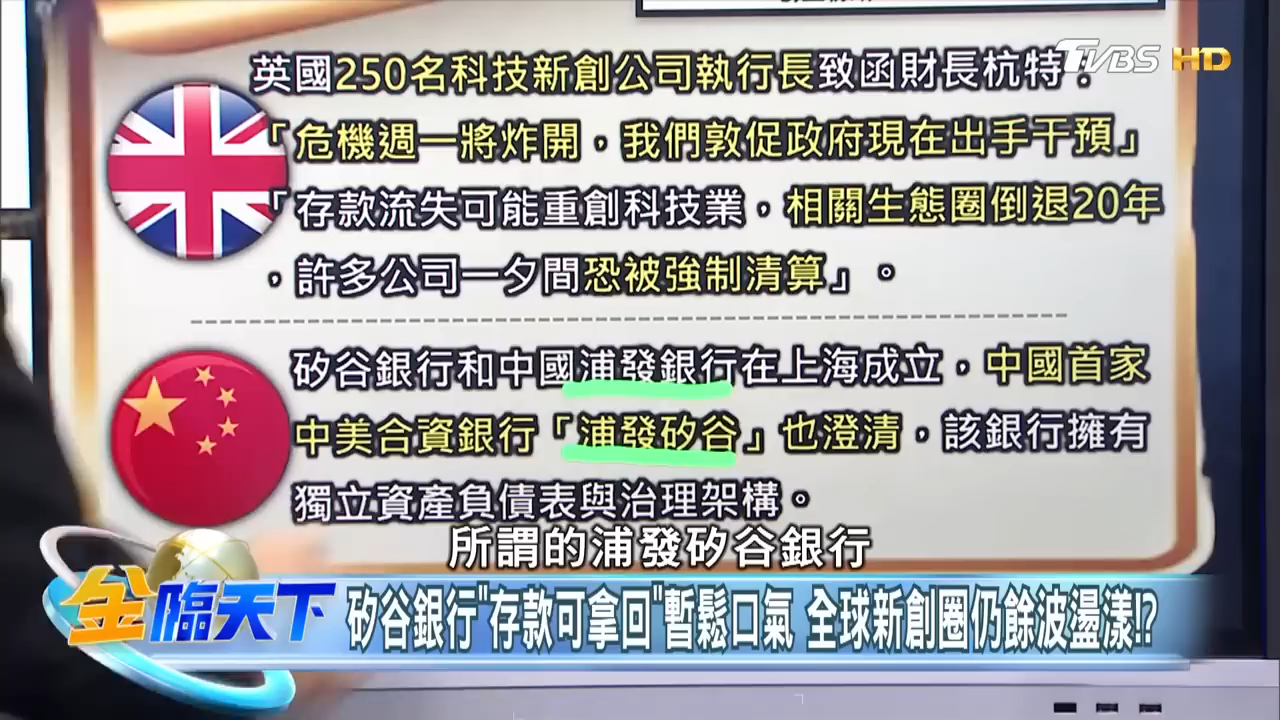 TVBS HD
英國250名科技新創公司執行長致函財長杭特：
「危機週一將炸開，我們敦促政府現在出手干預」
「存款流失可能重創科技業，相關生態圈倒退20年
，許多公司一夕間恐被強制清算」。
矽谷銀行和中國浦發銀行在上海成立，中國首家
中美合資銀行「浦發矽谷」也澄清，該銀行擁有
獨立資產負債表與治理架構。
所謂的浦發矽谷銀行
金臨天下
矽谷銀行"存款可拿回"暫鬆口氣 全球新創圈仍餘波盪漾!?